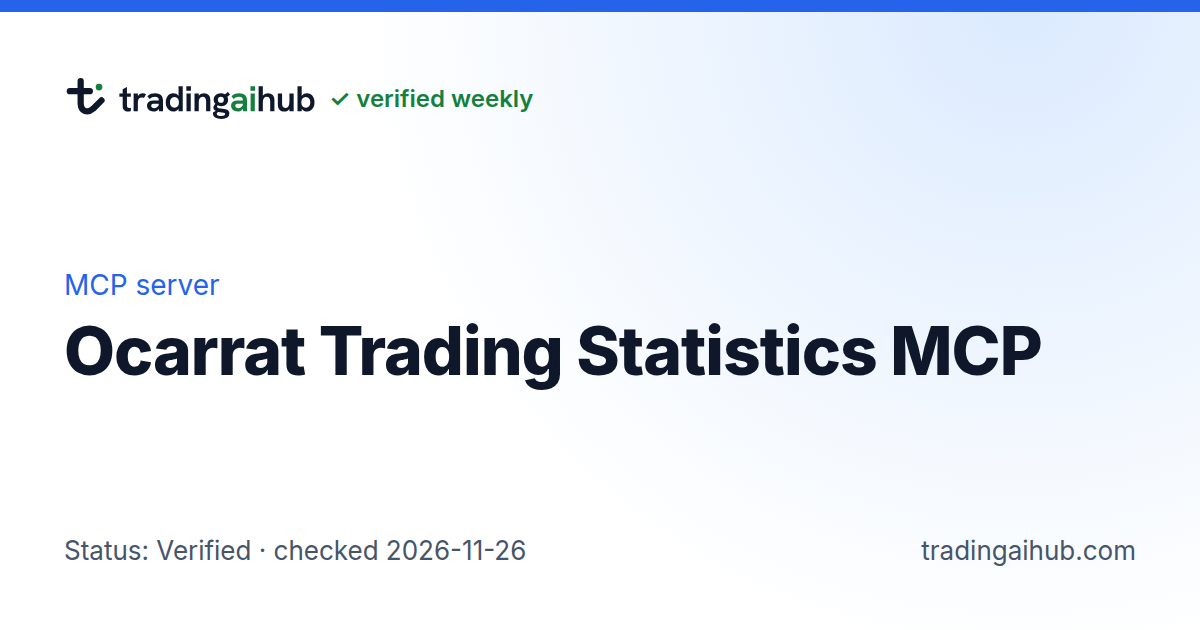 tradingaihub ✓ verified weekly
MCP server
Ocarrat Trading Statistics MCP
Status: Verified · checked 2026-11-26
tradingaihub.com